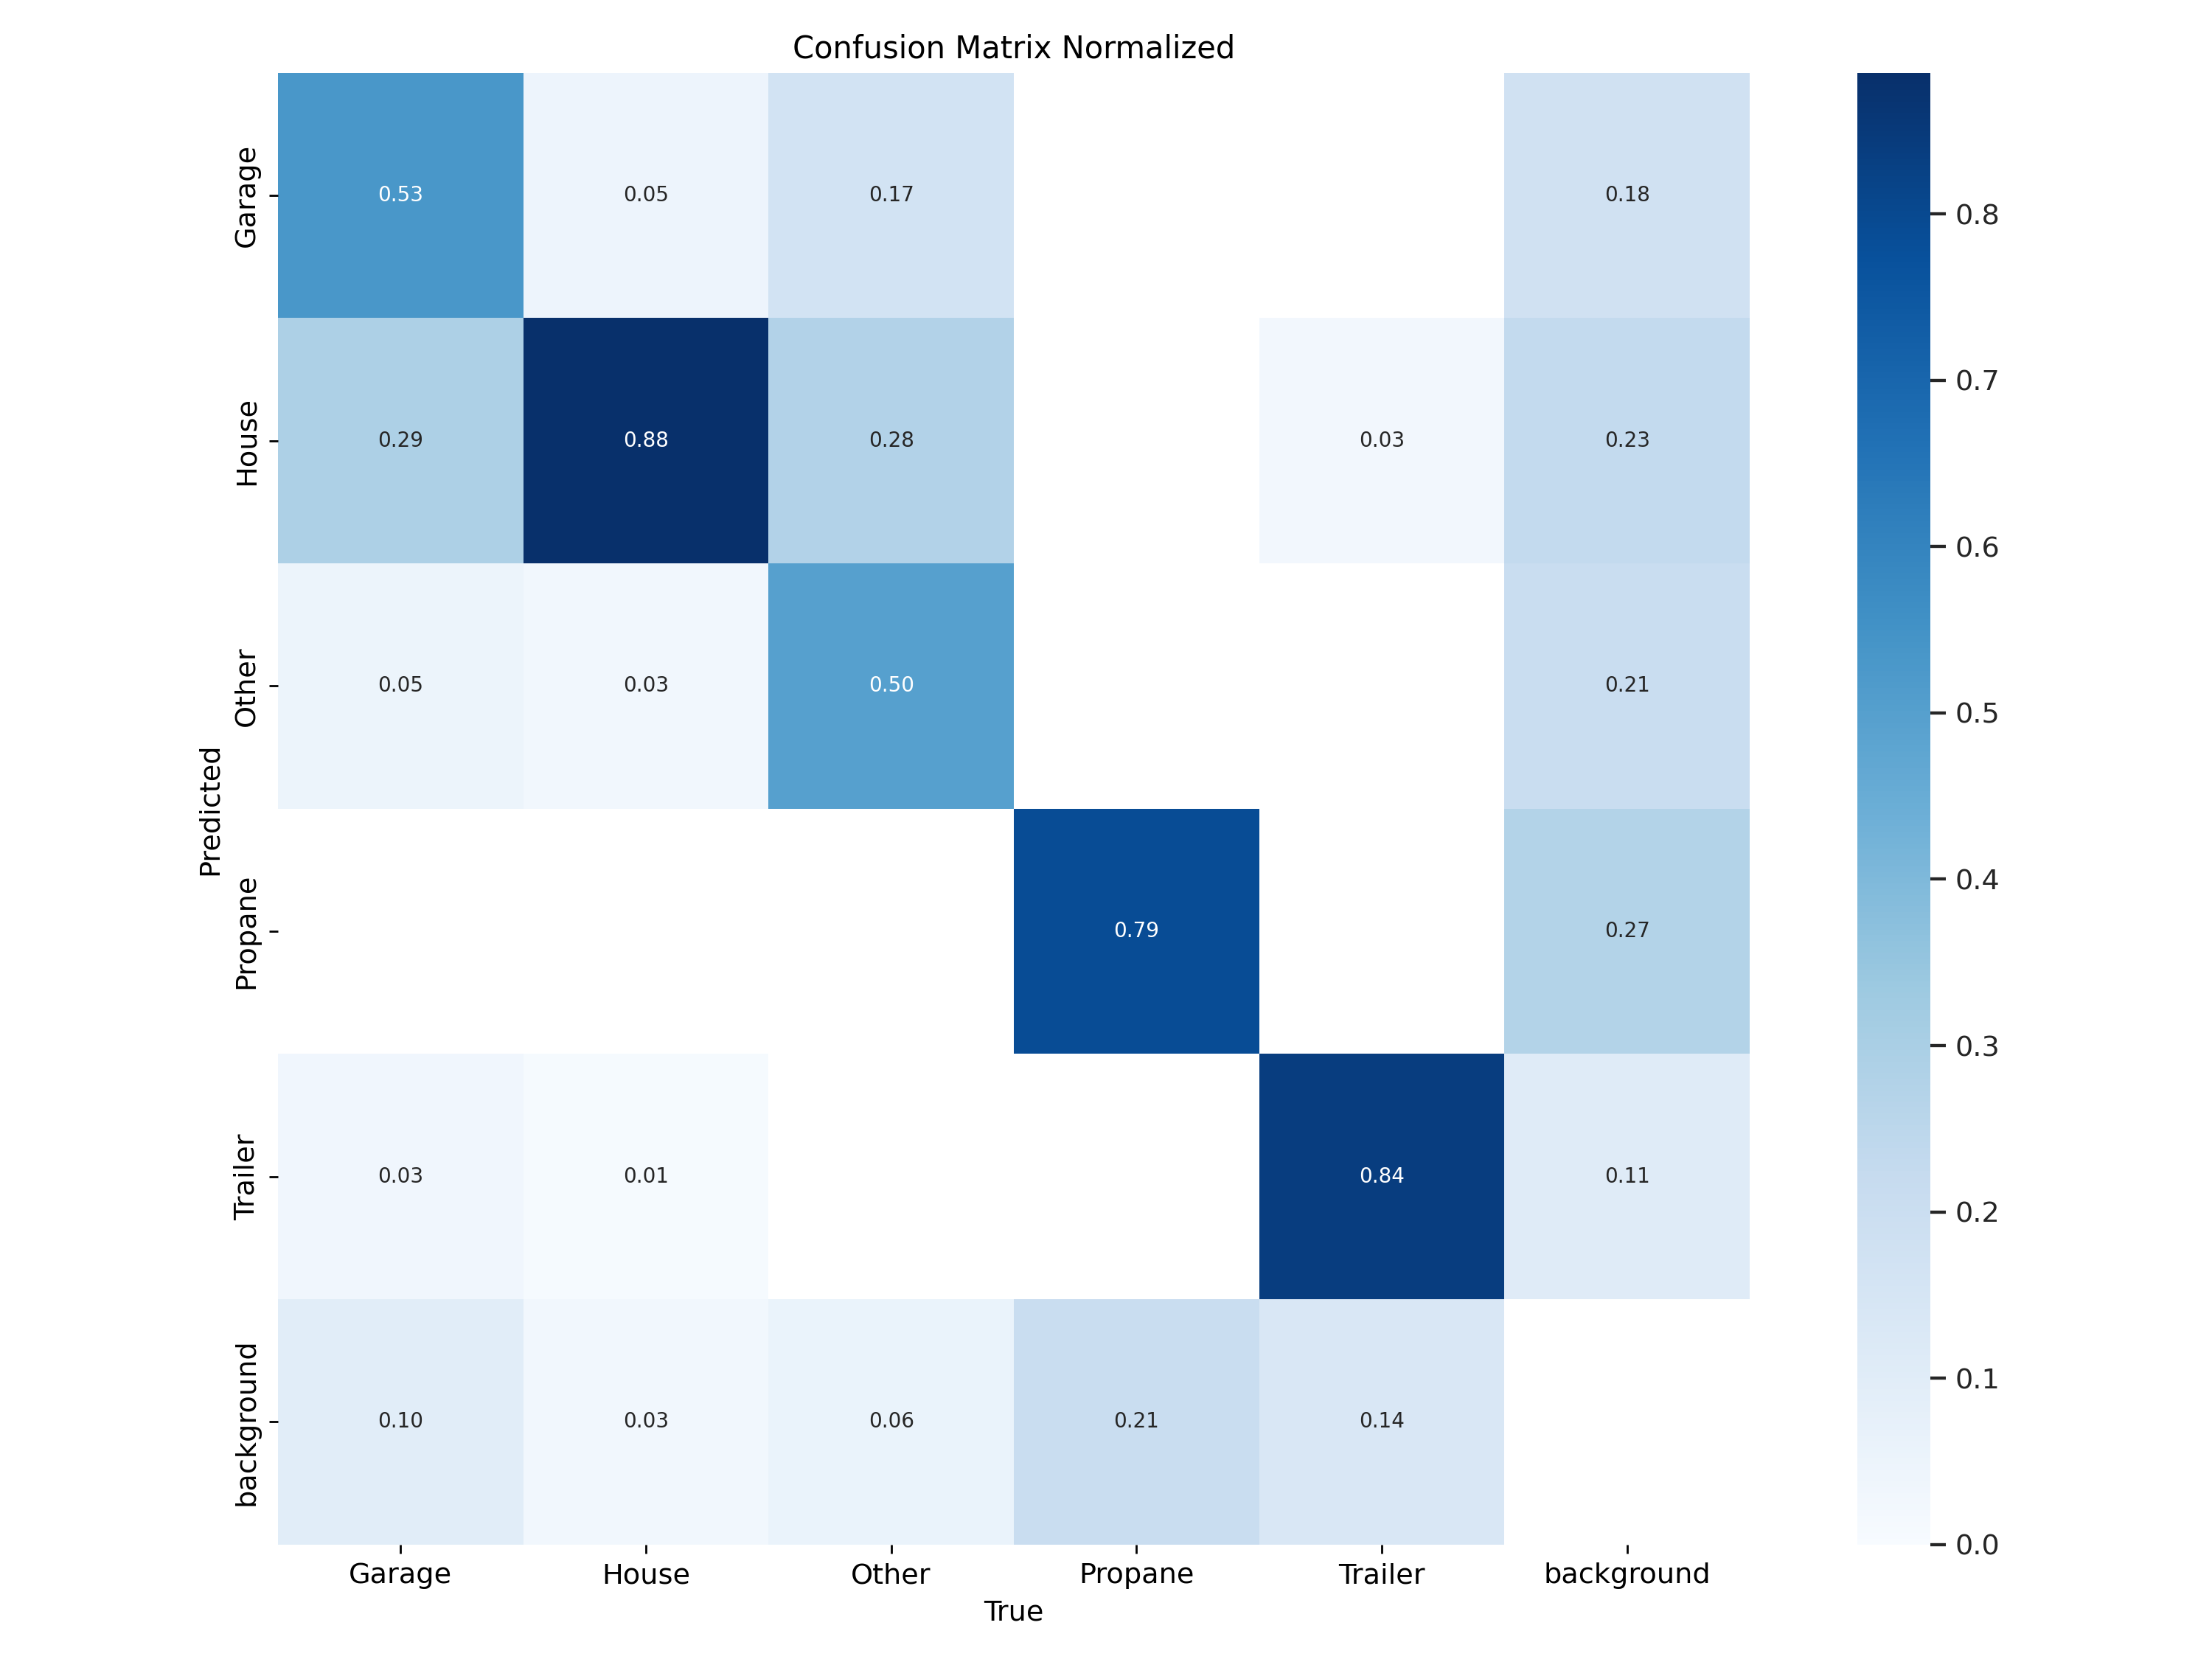 Confusion Matrix Normalized
Garage 0.53 0.05 0.17 0.18
House 0.29 0.88 0.28 0.03 0.23
Other 0.05 0.03 0.50 0.21
Propane 0.79 0.27
Trailer 0.03 0.01 0.84 0.11
background 0.10 0.03 0.06 0.21 0.14
Predicted
Garage House Other Propane Trailer background
True
0.8
0.7
0.6
0.5
0.4
0.3
0.2
0.1
0.0